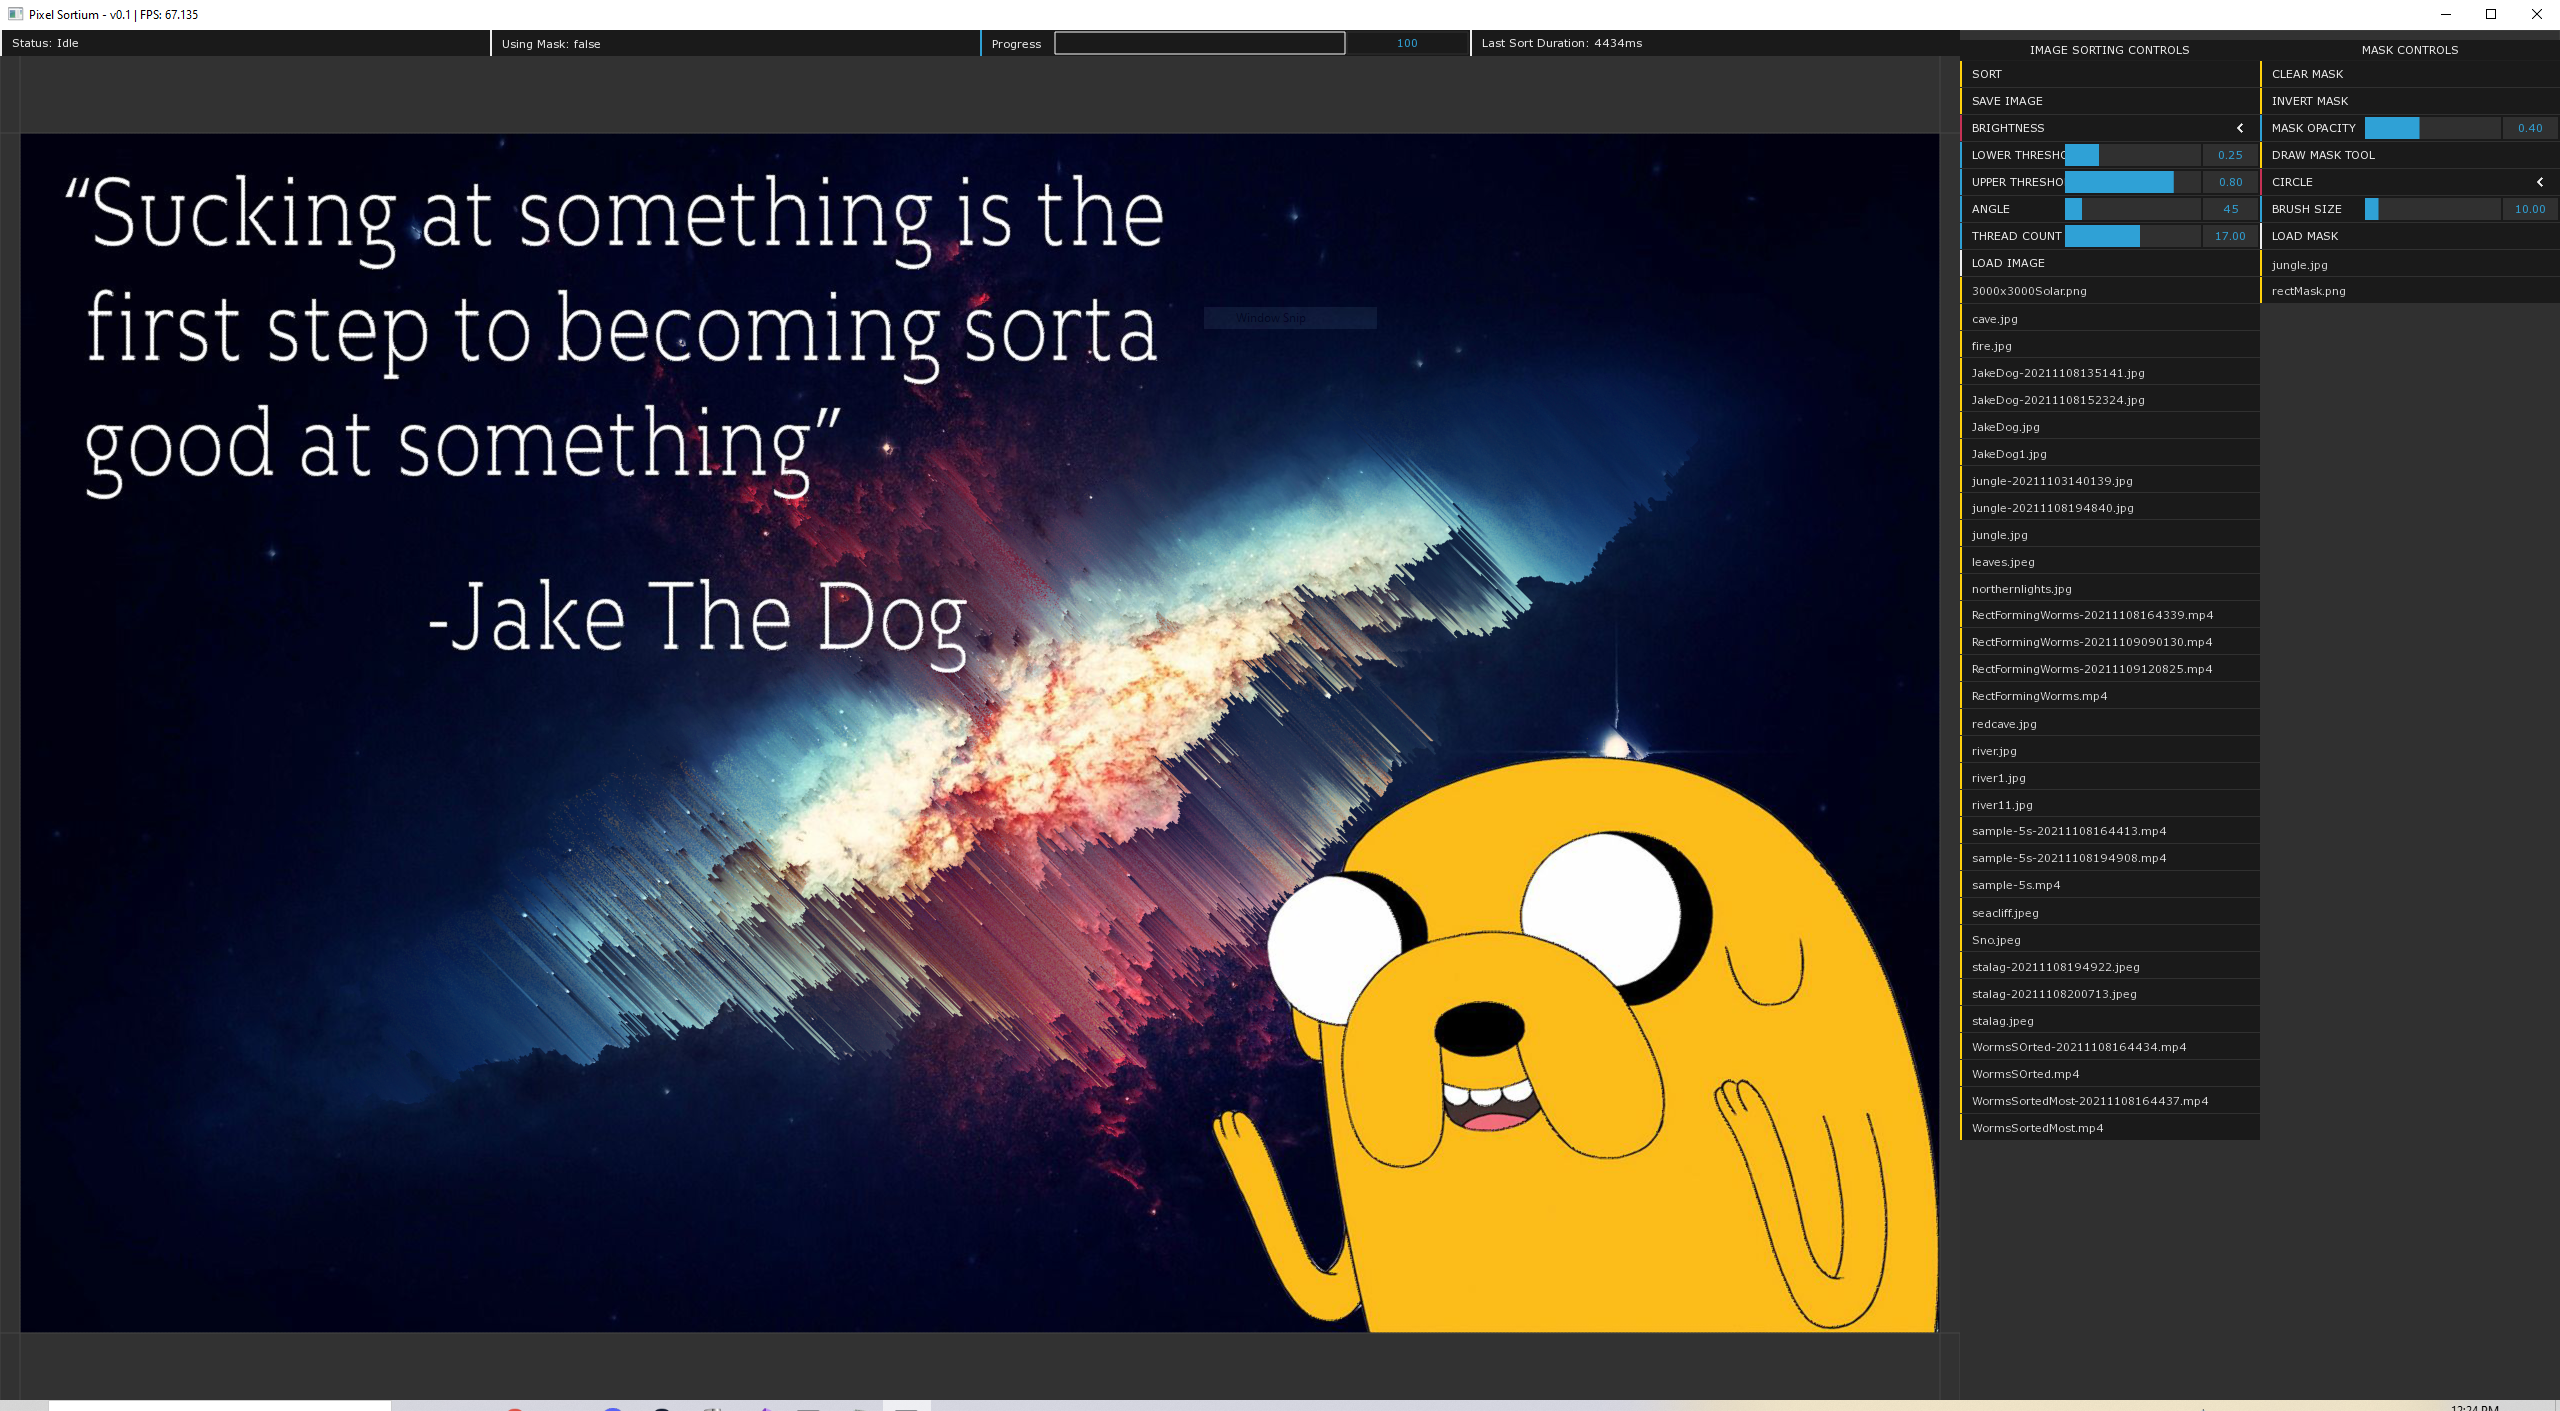 Pixel Sortium - v0.1 | FPS: 67.135
Status: Idle
Using Mask: false
Progress
100
Last Sort Duration: 4434ms
“Sucking at something is the
first step to becoming sorta
good at something”
-Jake The Dog
Window Snip
IMAGE SORTING CONTROLS
SORT
SAVE IMAGE
BRIGHTNESS
LOWER THRESHO 0.25
UPPER THRESHO 0.80
ANGLE 45
THREAD COUNT 17.00
LOAD IMAGE
3000x3000Solar.png
cave.jpg
fire.jpg
JakeDog-20211108135141.jpg
JakeDog-20211108152324.jpg
JakeDog.jpg
JakeDog1.jpg
jungle-20211103140139.jpg
jungle-20211108194840.jpg
jungle.jpg
leaves.jpeg
northernlights.jpg
RectFormingWorms-20211108164339.mp4
RectFormingWorms-20211109090130.mp4
RectFormingWorms-20211109120825.mp4
RectFormingWorms.mp4
redcave.jpg
river.jpg
river1.jpg
river11.jpg
sample-5s-20211108164413.mp4
sample-5s-20211108194908.mp4
sample-5s.mp4
seacliff.jpeg
Sno.jpeg
stalag-20211108194922.jpeg
stalag-20211108200713.jpeg
stalag.jpeg
WormsSOrted-20211108164434.mp4
WormsSOrted.mp4
WormsSortedMost-20211108164437.mp4
WormsSortedMost.mp4
MASK CONTROLS
CLEAR MASK
INVERT MASK
MASK OPACITY 0.40
DRAW MASK TOOL
CIRCLE
BRUSH SIZE 10.00
LOAD MASK
jungle.jpg
rectMask.png
12:24 PM